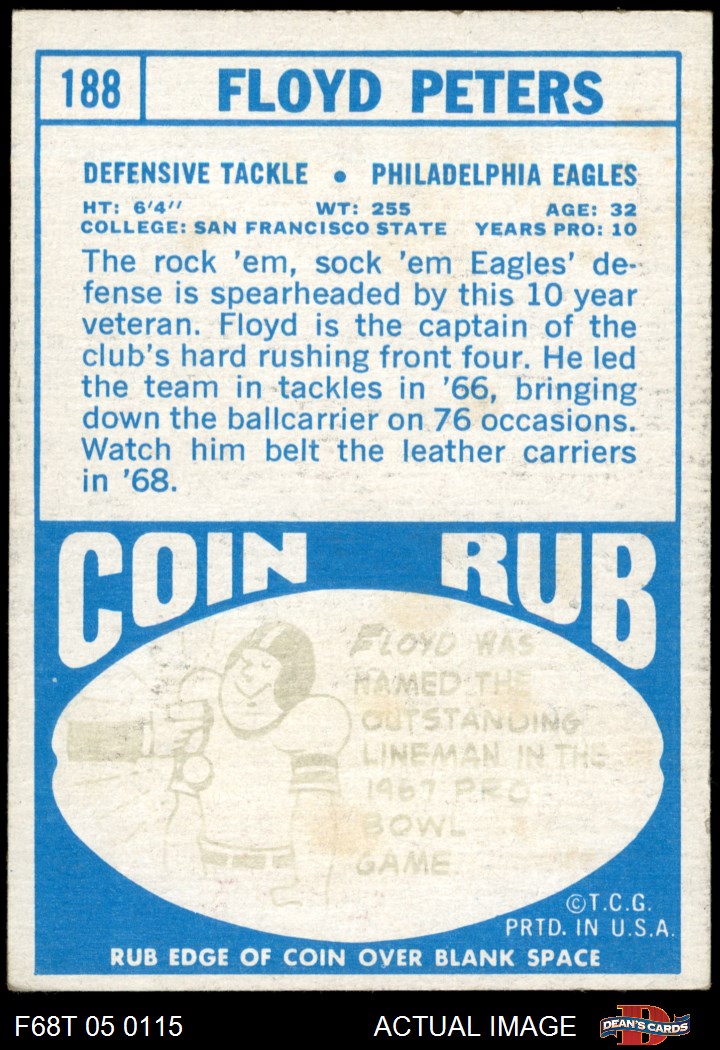 188 FLOYD PETERS
DEFENSIVE TACKLE • PHILADELPHIA EAGLES
HT: 6'4'' WT: 255 AGE: 32
COLLEGE: SAN FRANCISCO STATE YEARS PRO: 10
The rock 'em, sock 'em Eagles' de-
fense is spearheaded by this 10 year
veteran. Floyd is the captain of the
club's hard rushing front four. He led
the team in tackles in '66, bringing
down the ballcarrier on 76 occasions.
Watch him belt the leather carriers
in '68.
COIN RUB
FLOYD WAS
NAMED THE
OUTSTANDING
LINEMAN IN THE
1967 PRO
BOWL
GAME.
©T.C.G.
PRTD. IN U.S.A.
RUB EDGE OF COIN OVER BLANK SPACE
F68T 05 0115 ACTUAL IMAGE DEAN'S CARDS